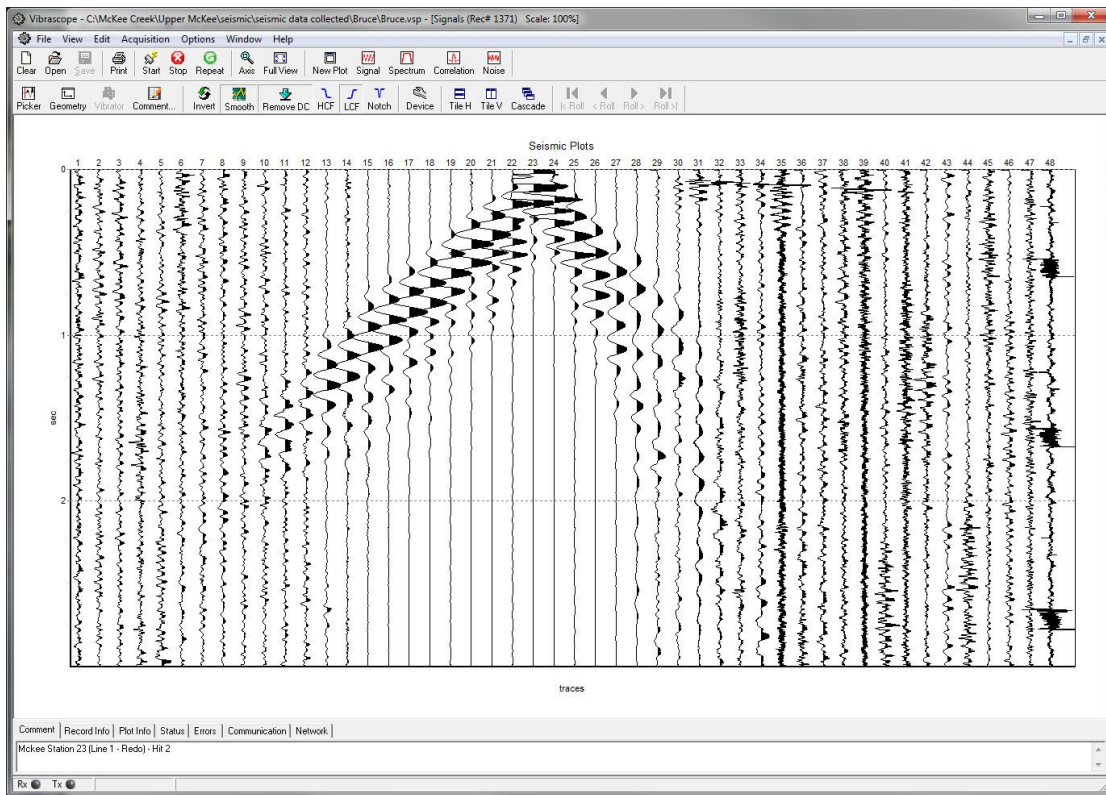 Vibrascope - C:\McKee Creek\Upper McKee\seismic\seismic data collected\Bruce\Bruce.vsp - [Signals (Rec# 1371) Scale: 100%]
File View Edit Acquisition Options Window Help
Clear Open Save Print Start Stop Repeat Axis Full View New Plot Signal Spectrum Correlation Noise
Picker Geometry Vibrator Comment... Invert Smooth Remove DC HCF LCF Notch Device Tile H Tile V Cascade |< Roll < Roll Roll > Roll >|
Seismic Plots
1 2 3 4 5 6 7 8 9 10 11 12 13 14 15 16 17 18 19 20 21 22 23 24 25 26 27 28 29 30 31 32 33 34 35 36 37 38 39 40 41 42 43 44 45 46 47 48
0
1
sec
2
traces
Comment Record Info Plot Info Status Errors Communication Network
Mckee Station 23 (Line 1 - Redo) - Hit 2
Rx Tx